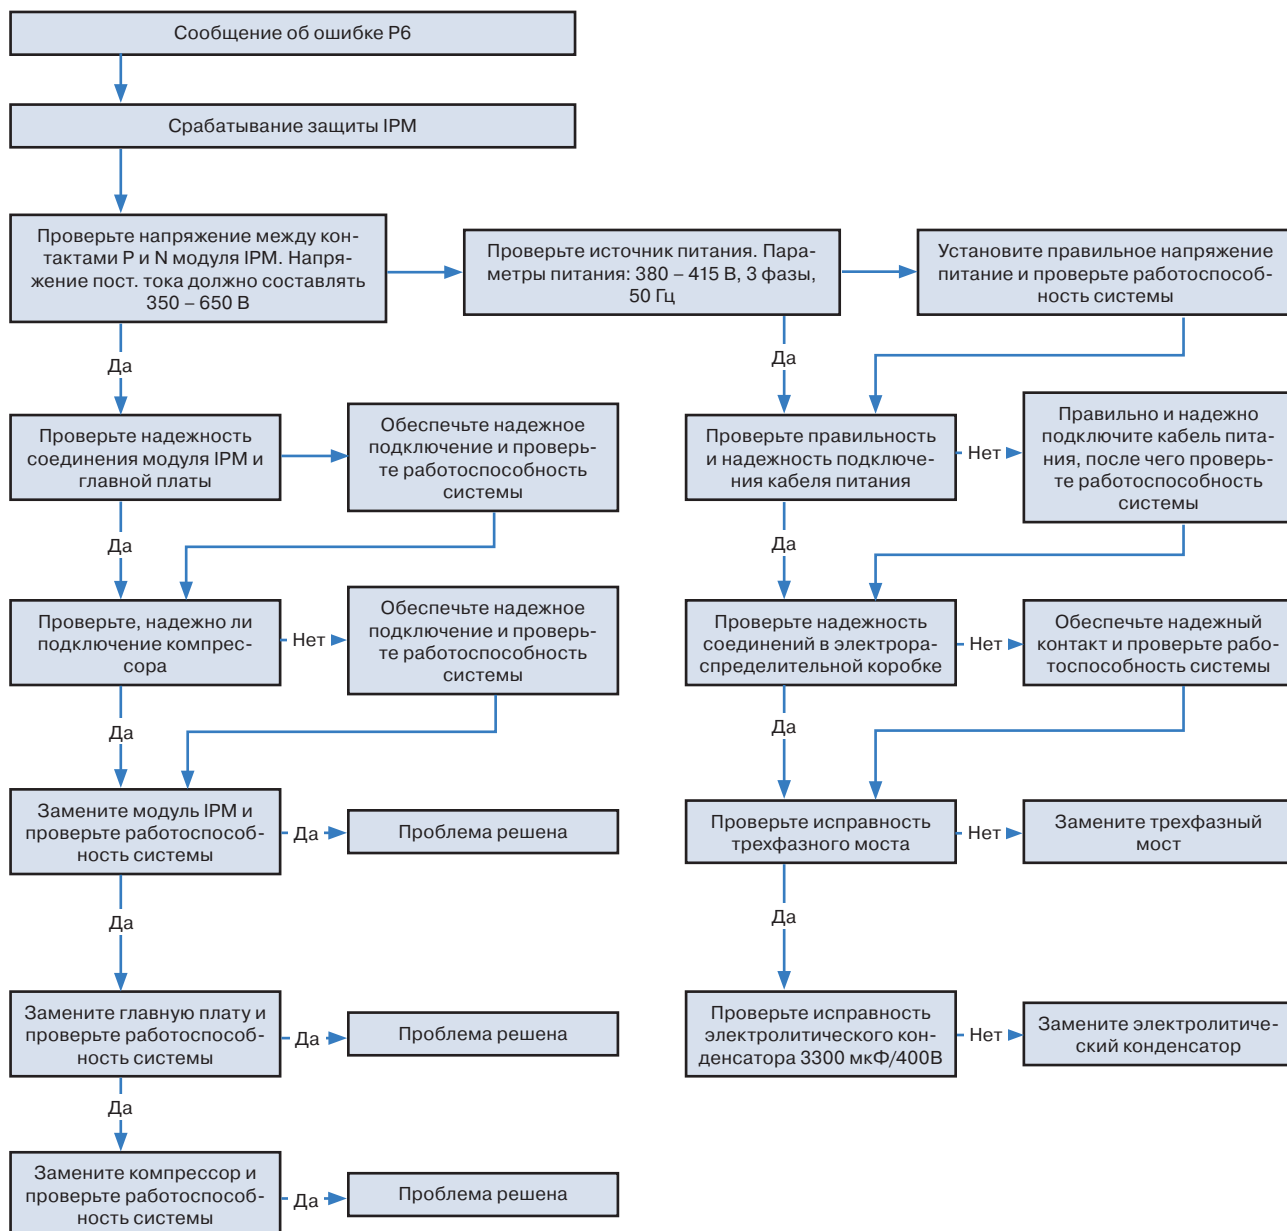 Сообщение об ошибке P6
Срабатывание защиты IPM
Проверьте напряжение между кон-
тактами P и N модуля IPM. Напря-
жение пост. тока должно составлять
350 – 650 В
Проверьте источник питания. Пара-
метры питания: 380 – 415 В, 3 фазы,
50 Гц
Установите правильное напряжение
питание и проверьте работоспособ-
ность системы
Да
Да
Проверьте надежность
соединения модуля IPM и
главной платы
Обеспечьте надежное
подключение и проверь-
те работоспособность
системы
Проверьте правильность
и надежность подключе-
ния кабеля питания
Нет
Правильно и надежно
подключите кабель пита-
ния, после чего проверь-
те работоспособность
системы
Да
Да
Проверьте, надежно ли
подключение компрес-
сора
Нет
Обеспечьте надежное
подключение и проверь-
те работоспособность
системы
Проверьте надежность
соединений в электрора-
спределительной коробке
Нет
Обеспечьте надежный
контакт и проверьте рабо-
тоспособность системы
Да
Да
Замените модуль IPM и
проверьте работоспособ-
ность системы
Да
Проблема решена
Проверьте исправность
трехфазного моста
Нет
Замените трехфазный
мост
Да
Да
Замените главную плату и
проверьте работоспособ-
ность системы
Да
Проблема решена
Проверьте исправность
электролитического кон-
денсатора 3300 мкФ/400В
Нет
Замените электролитиче-
ский конденсатор
Да
Замените компрессор и
проверьте работоспособ-
ность системы
Да
Проблема решена